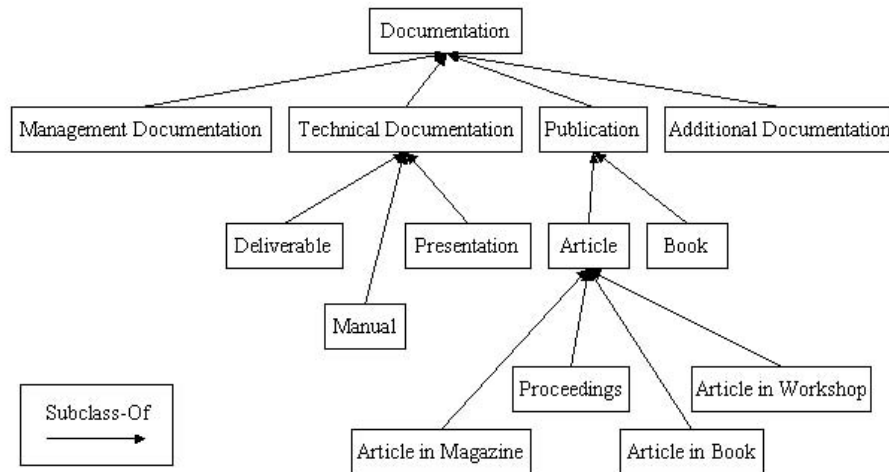 Documentation
Management Documentation
Technical Documentation
Publication
Additional Documentation
Deliverable
Presentation
Article
Book
Manual
Proceedings
Article in Workshop
Article in Magazine
Article in Book
Subclass-Of